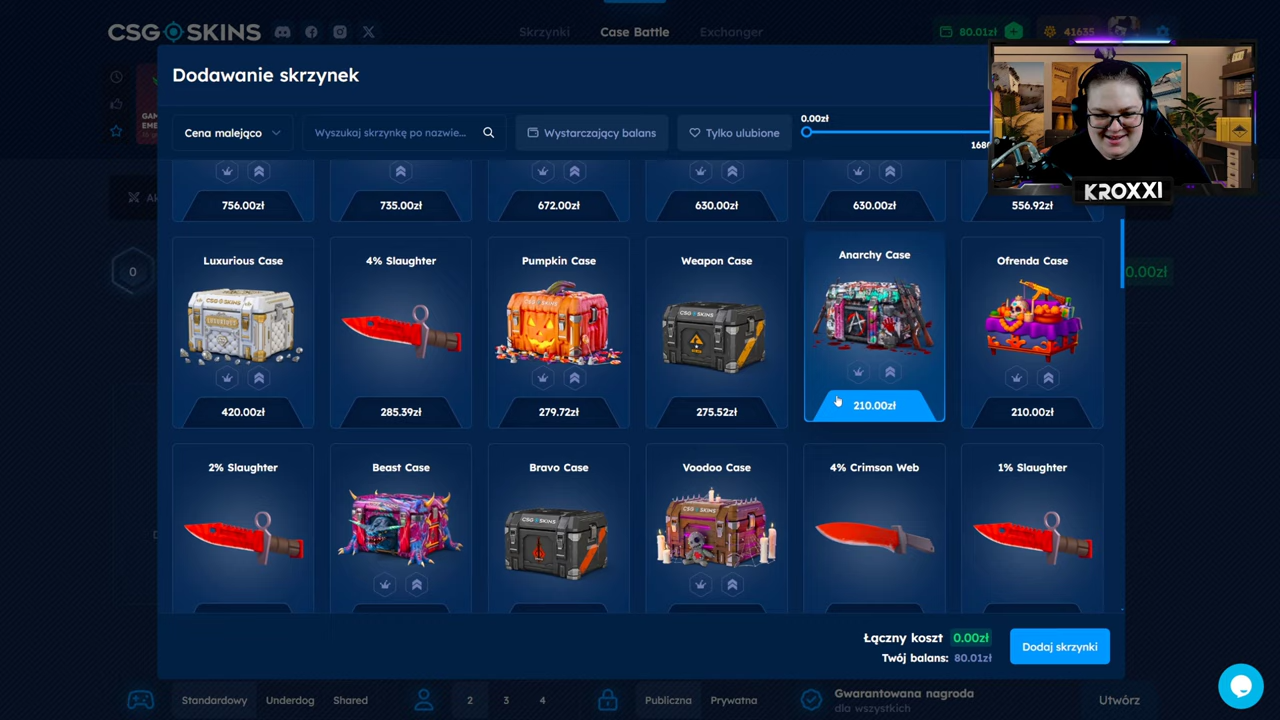 CSGO SKINS
Skrzynki
Case Battle
Exchanger
80.01zł
41635
Dodawanie skrzynek
Cena malejąco
Wyszukaj skrzynkę po nazwie...
Wystarczający balans
Tylko ulubione
0.00zł
KROXXI
756.00zł
735.00zł
672.00zł
630.00zł
630.00zł
556.92zł
0
0.00zł
Luxurious Case
4% Slaughter
Pumpkin Case
Weapon Case
Anarchy Case
Ofrenda Case
420.00zł
285.39zł
279.72zł
275.52zł
210.00zł
210.00zł
2% Slaughter
Beast Case
Bravo Case
Voodoo Case
4% Crimson Web
1% Slaughter
Łączny koszt 0.00zł
Twój balans: 80.01zł
Dodaj skrzynki
Standardowy
Underdog
Shared
2
3
4
Publiczna
Prywatna
Gwarantowana nagroda
dla wszystkich
Utwórz